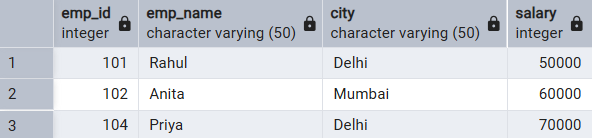 emp_id emp_name city salary
integer character varying (50) character varying (50) integer
1 101 Rahul Delhi 50000
2 102 Anita Mumbai 60000
3 104 Priya Delhi 70000